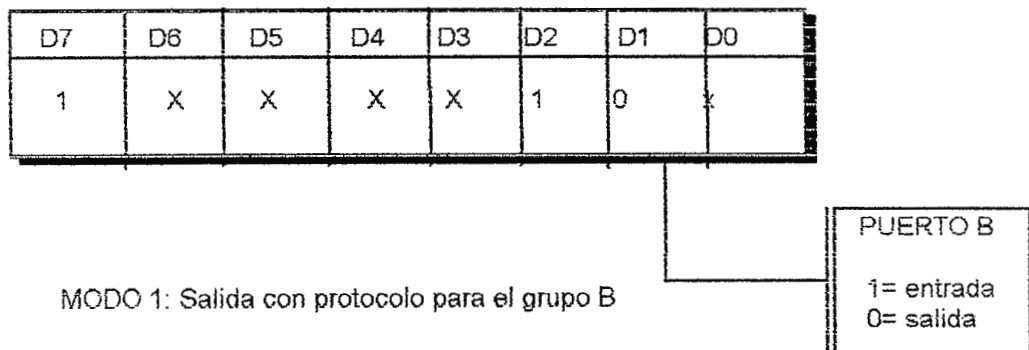 D7 D6 D5 D4 D3 D2 D1 D0
1 X X X X 1 0 x
PUERTO B
1= entrada
0= salida
MODO 1: Salida con protocolo para el grupo B